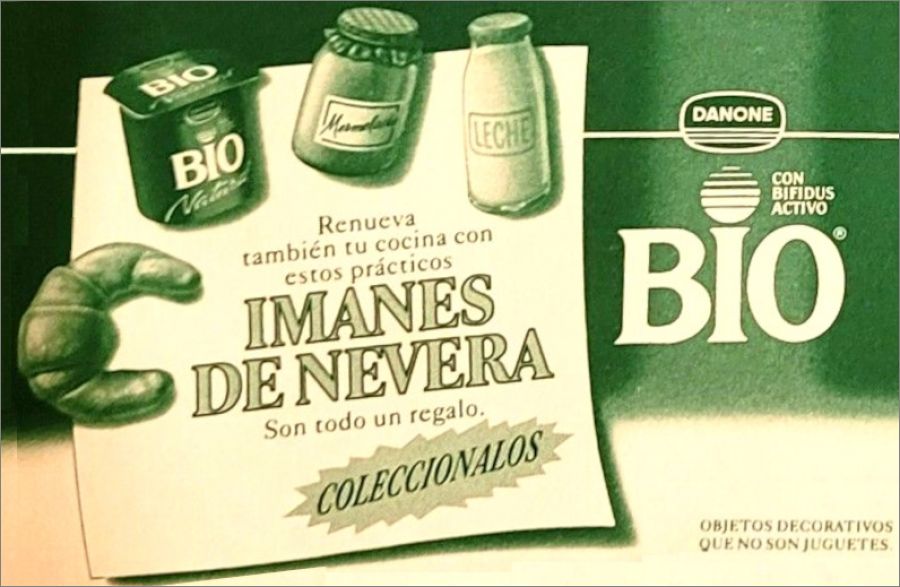 BIO
BIO
Natural
Mermelada
LECHE
Renueva
también tu cocina con
estos prácticos
IMANES
DE NEVERA
Son todo un regalo.
COLECCIONALOS
DANONE
CON
BIFIDUS
ACTIVO
BIO®
OBJETOS DECORATIVOS
QUE NO SON JUGUETES.